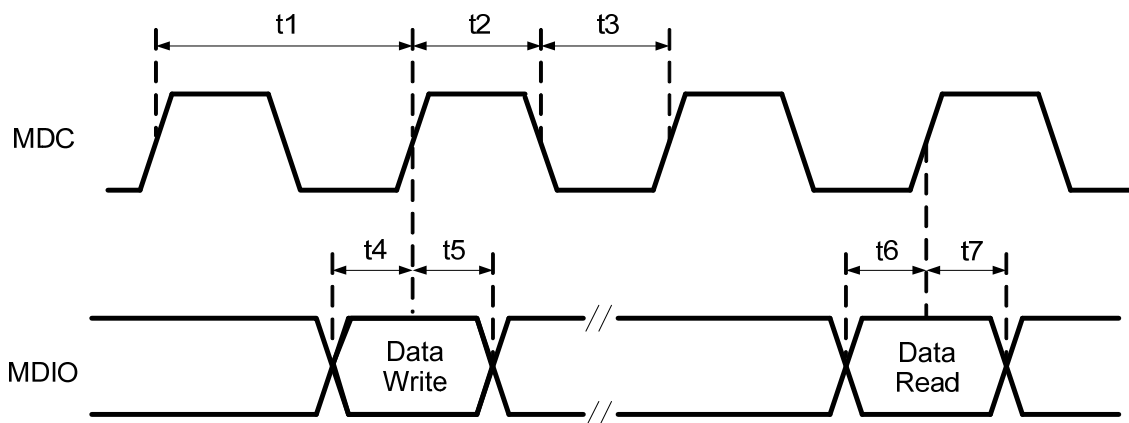 t1
t2
t3
MDC
t4
t5
t6
t7
MDIO
Data
Write
Data
Read